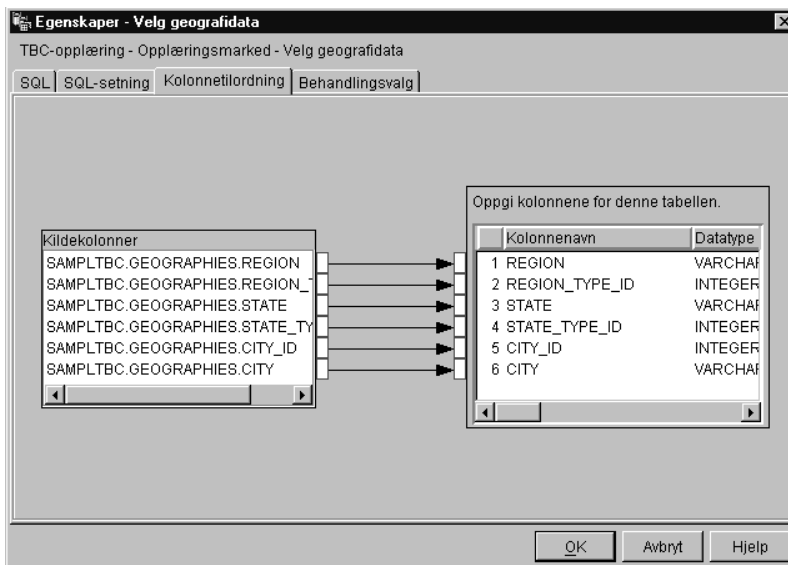 Egenskaper - Velg geografidata
TBC-opplæring - Opplæringsmarked - Velg geografidata
SQL SQL-setning Kolonnetilordning Behandlingsvalg
Kildekolonner
SAMPLTBC.GEOGRAPHIES.REGION
SAMPLTBC.GEOGRAPHIES.REGION_
SAMPLTBC.GEOGRAPHIES.STATE
SAMPLTBC.GEOGRAPHIES.STATE_TY
SAMPLTBC.GEOGRAPHIES.CITY_ID
SAMPLTBC.GEOGRAPHIES.CITY
Oppgi kolonnene for denne tabellen.
Kolonnenavn Datatype
1 REGION VARCHAR
2 REGION_TYPE_ID INTEGER
3 STATE VARCHAR
4 STATE_TYPE_ID INTEGER
5 CITY_ID INTEGER
6 CITY VARCHAR
OK Avbryt Hjelp